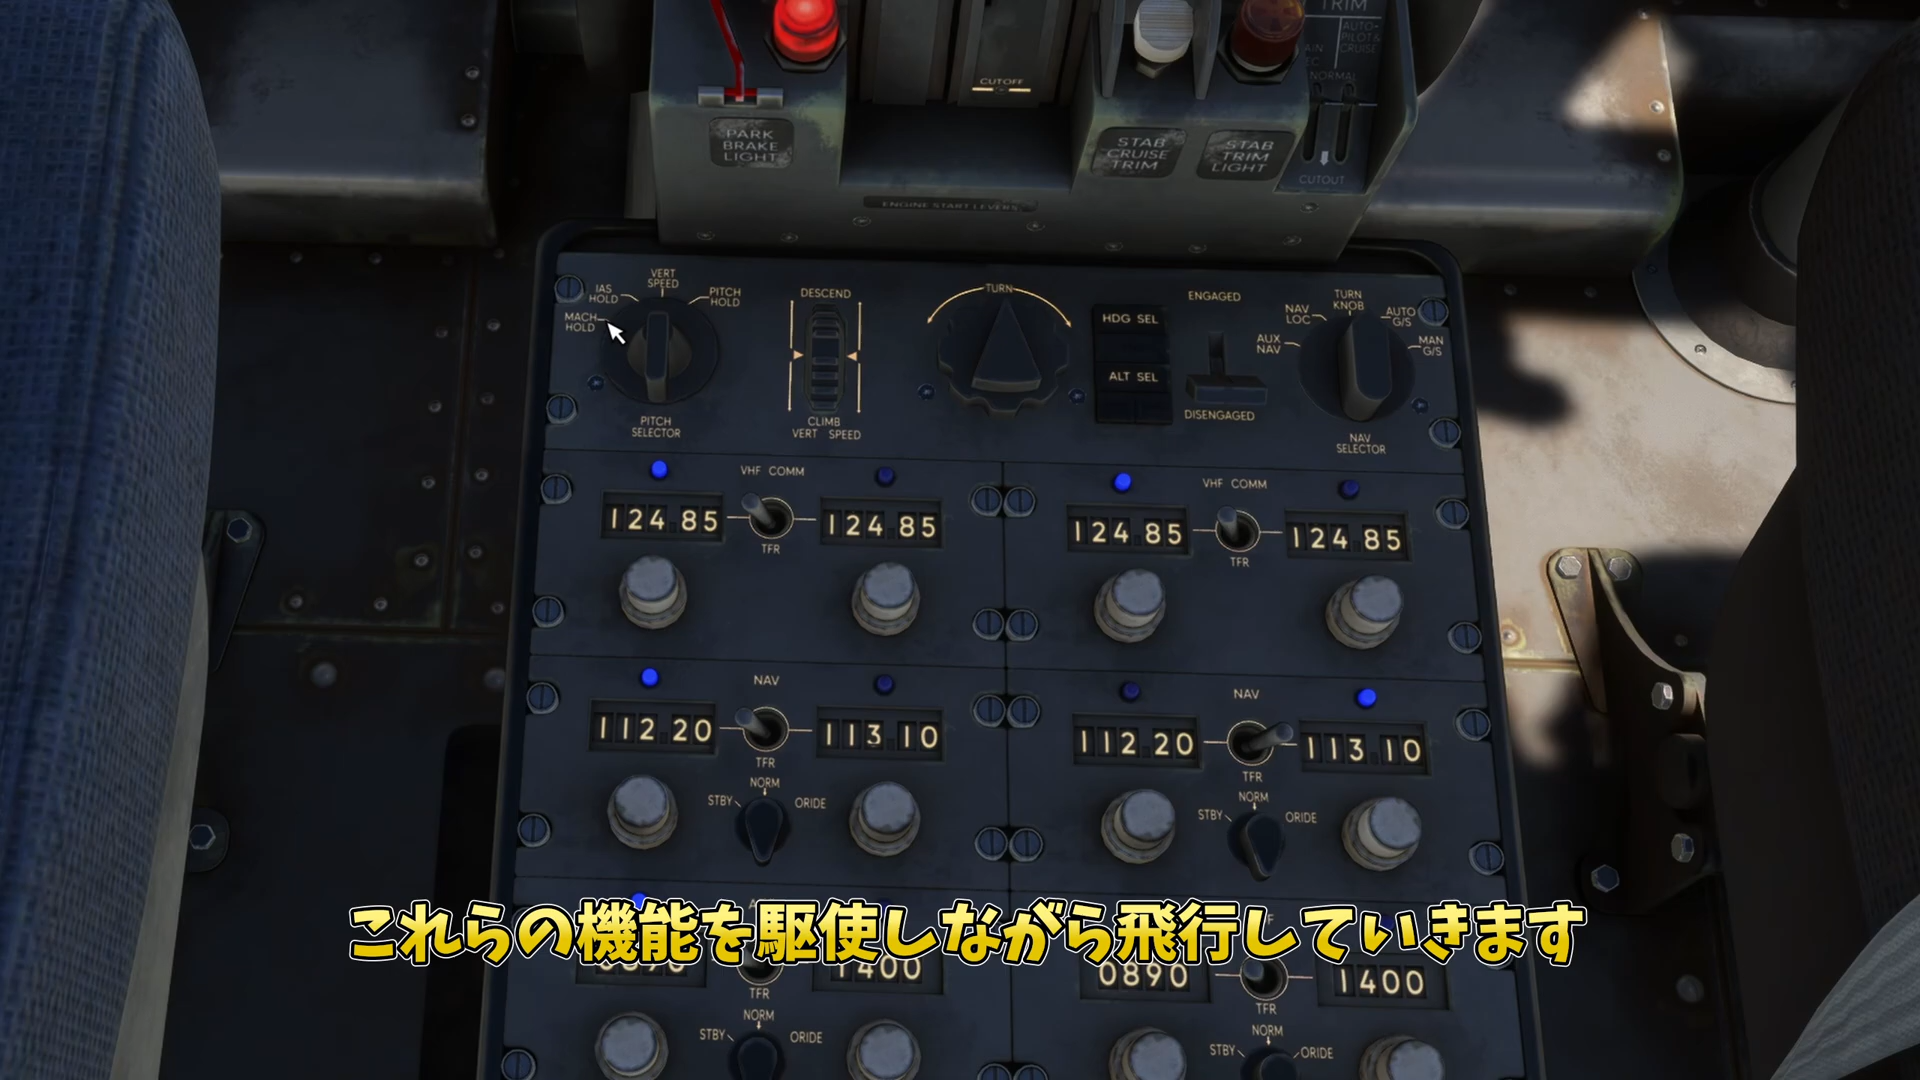 TRIM
AUTO-
PILOT&
CRUISE
NORMAL
CUTOFF
PARK
BRAKE
LIGHT
STAB
CRUISE
TRIM
STAB
TRIM
LIGHT
CUTOUT
ENGINE START LEVERS
VERT
SPEED
IAS
HOLD
PITCH
HOLD
MACH
HOLD
PITCH
SELECTOR
DESCEND
CLIMB
VERT SPEED
TURN
HDG SEL
ALT SEL
ENGAGED
DISENGAGED
TURN
KNOB
NAV
LOC
AUTO
G/S
AUX
NAV
MAN
G/S
NAV
SELECTOR
VHF COMM
124.85
124.85
TFR
VHF COMM
124.85
124.85
TFR
NAV
112.20
113.10
TFR
NORM
STBY
ORIDE
NAV
112.20
113.10
TFR
NORM
STBY
ORIDE
これらの機能を駆使しながら飛行していきます
0890
1400
TFR
NORM
STBY
ORIDE
0890
1400
TFR
NORM
STBY
ORIDE